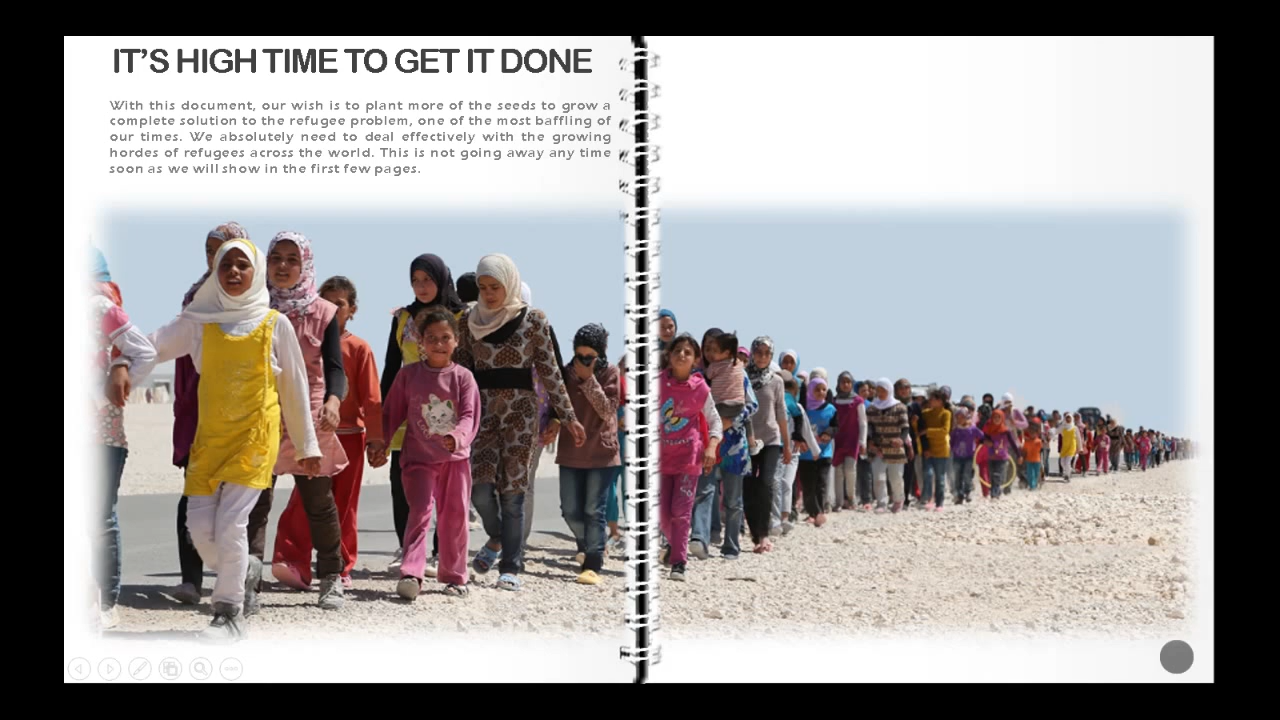 IT’S HIGH TIME TO GET IT DONE
With this document, our wish is to plant more of the seeds to grow a
complete solution to the refugee problem, one of the most baffling of
our times. We absolutely need to deal effectively with the growing
hordes of refugees across the world. This is not going away any time
soon as we will show in the first few pages.